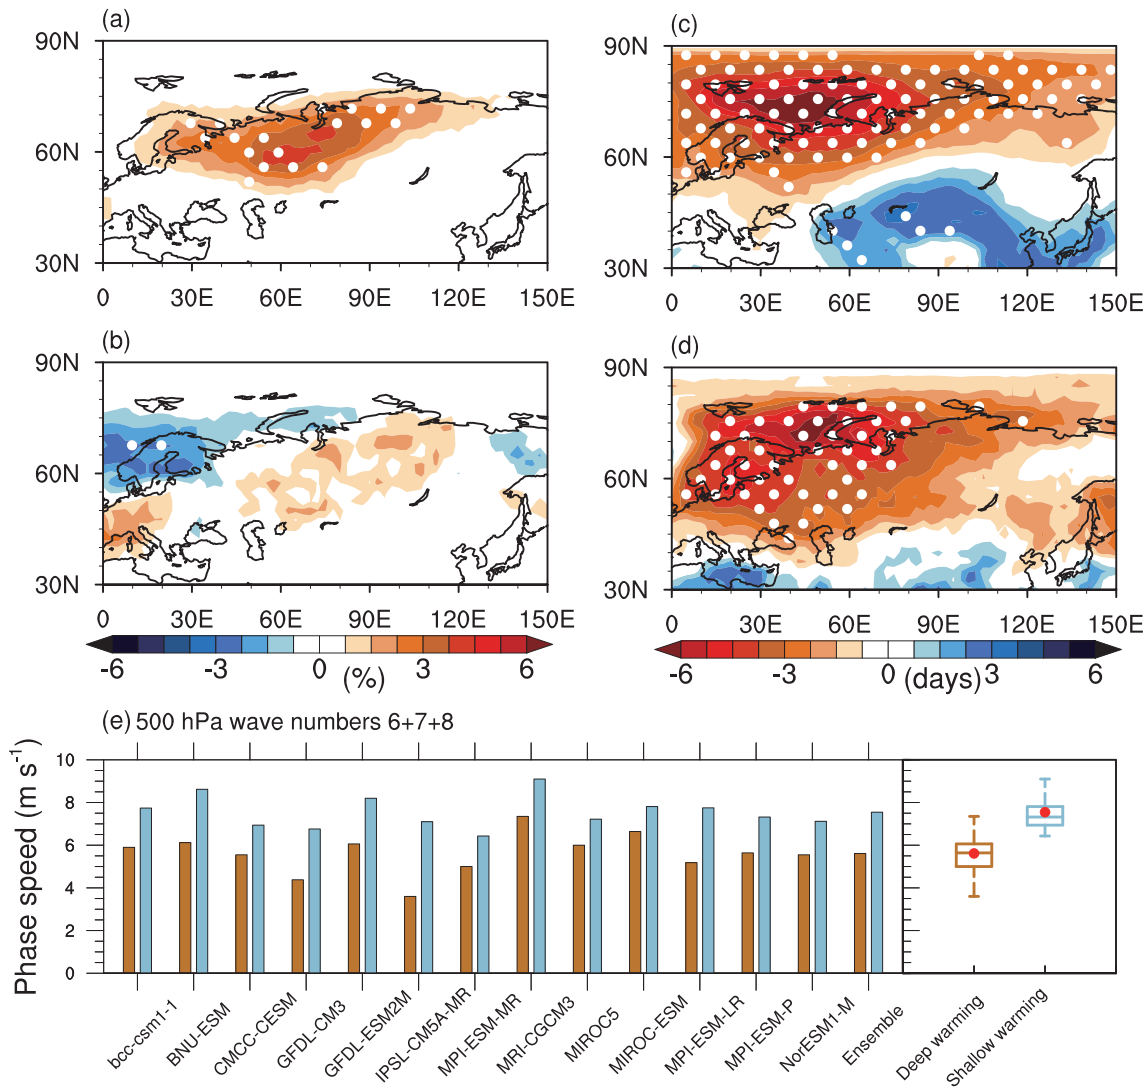 (a)
90N
60N
30N
0 30E 60E 90E 120E 150E
(c)
90N
60N
30N
0 30E 60E 90E 120E 150E
(b)
90N
60N
30N
0 30E 60E 90E 120E 150E
(d)
90N
60N
30N
0 30E 60E 90E 120E 150E
-6 -3 0 3 6
(%)
-6 -3 0 3 6
(days)
(e) 500 hPa wave numbers 6+7+8
Phase speed (m s⁻¹)
10
8
6
4
2
0
bcc-csm1-1
BNU-ESM
CMCC-CESM
GFDL-CM3
GFDL-ESM2M
IPSL-CM5A-MR
MPI-ESM-MR
MRI-CGCM3
MIROC5
MIROC-ESM
MPI-ESM-LR
MPI-ESM-P
NorESM1-M
Ensemble
Deep warming
Shallow warming